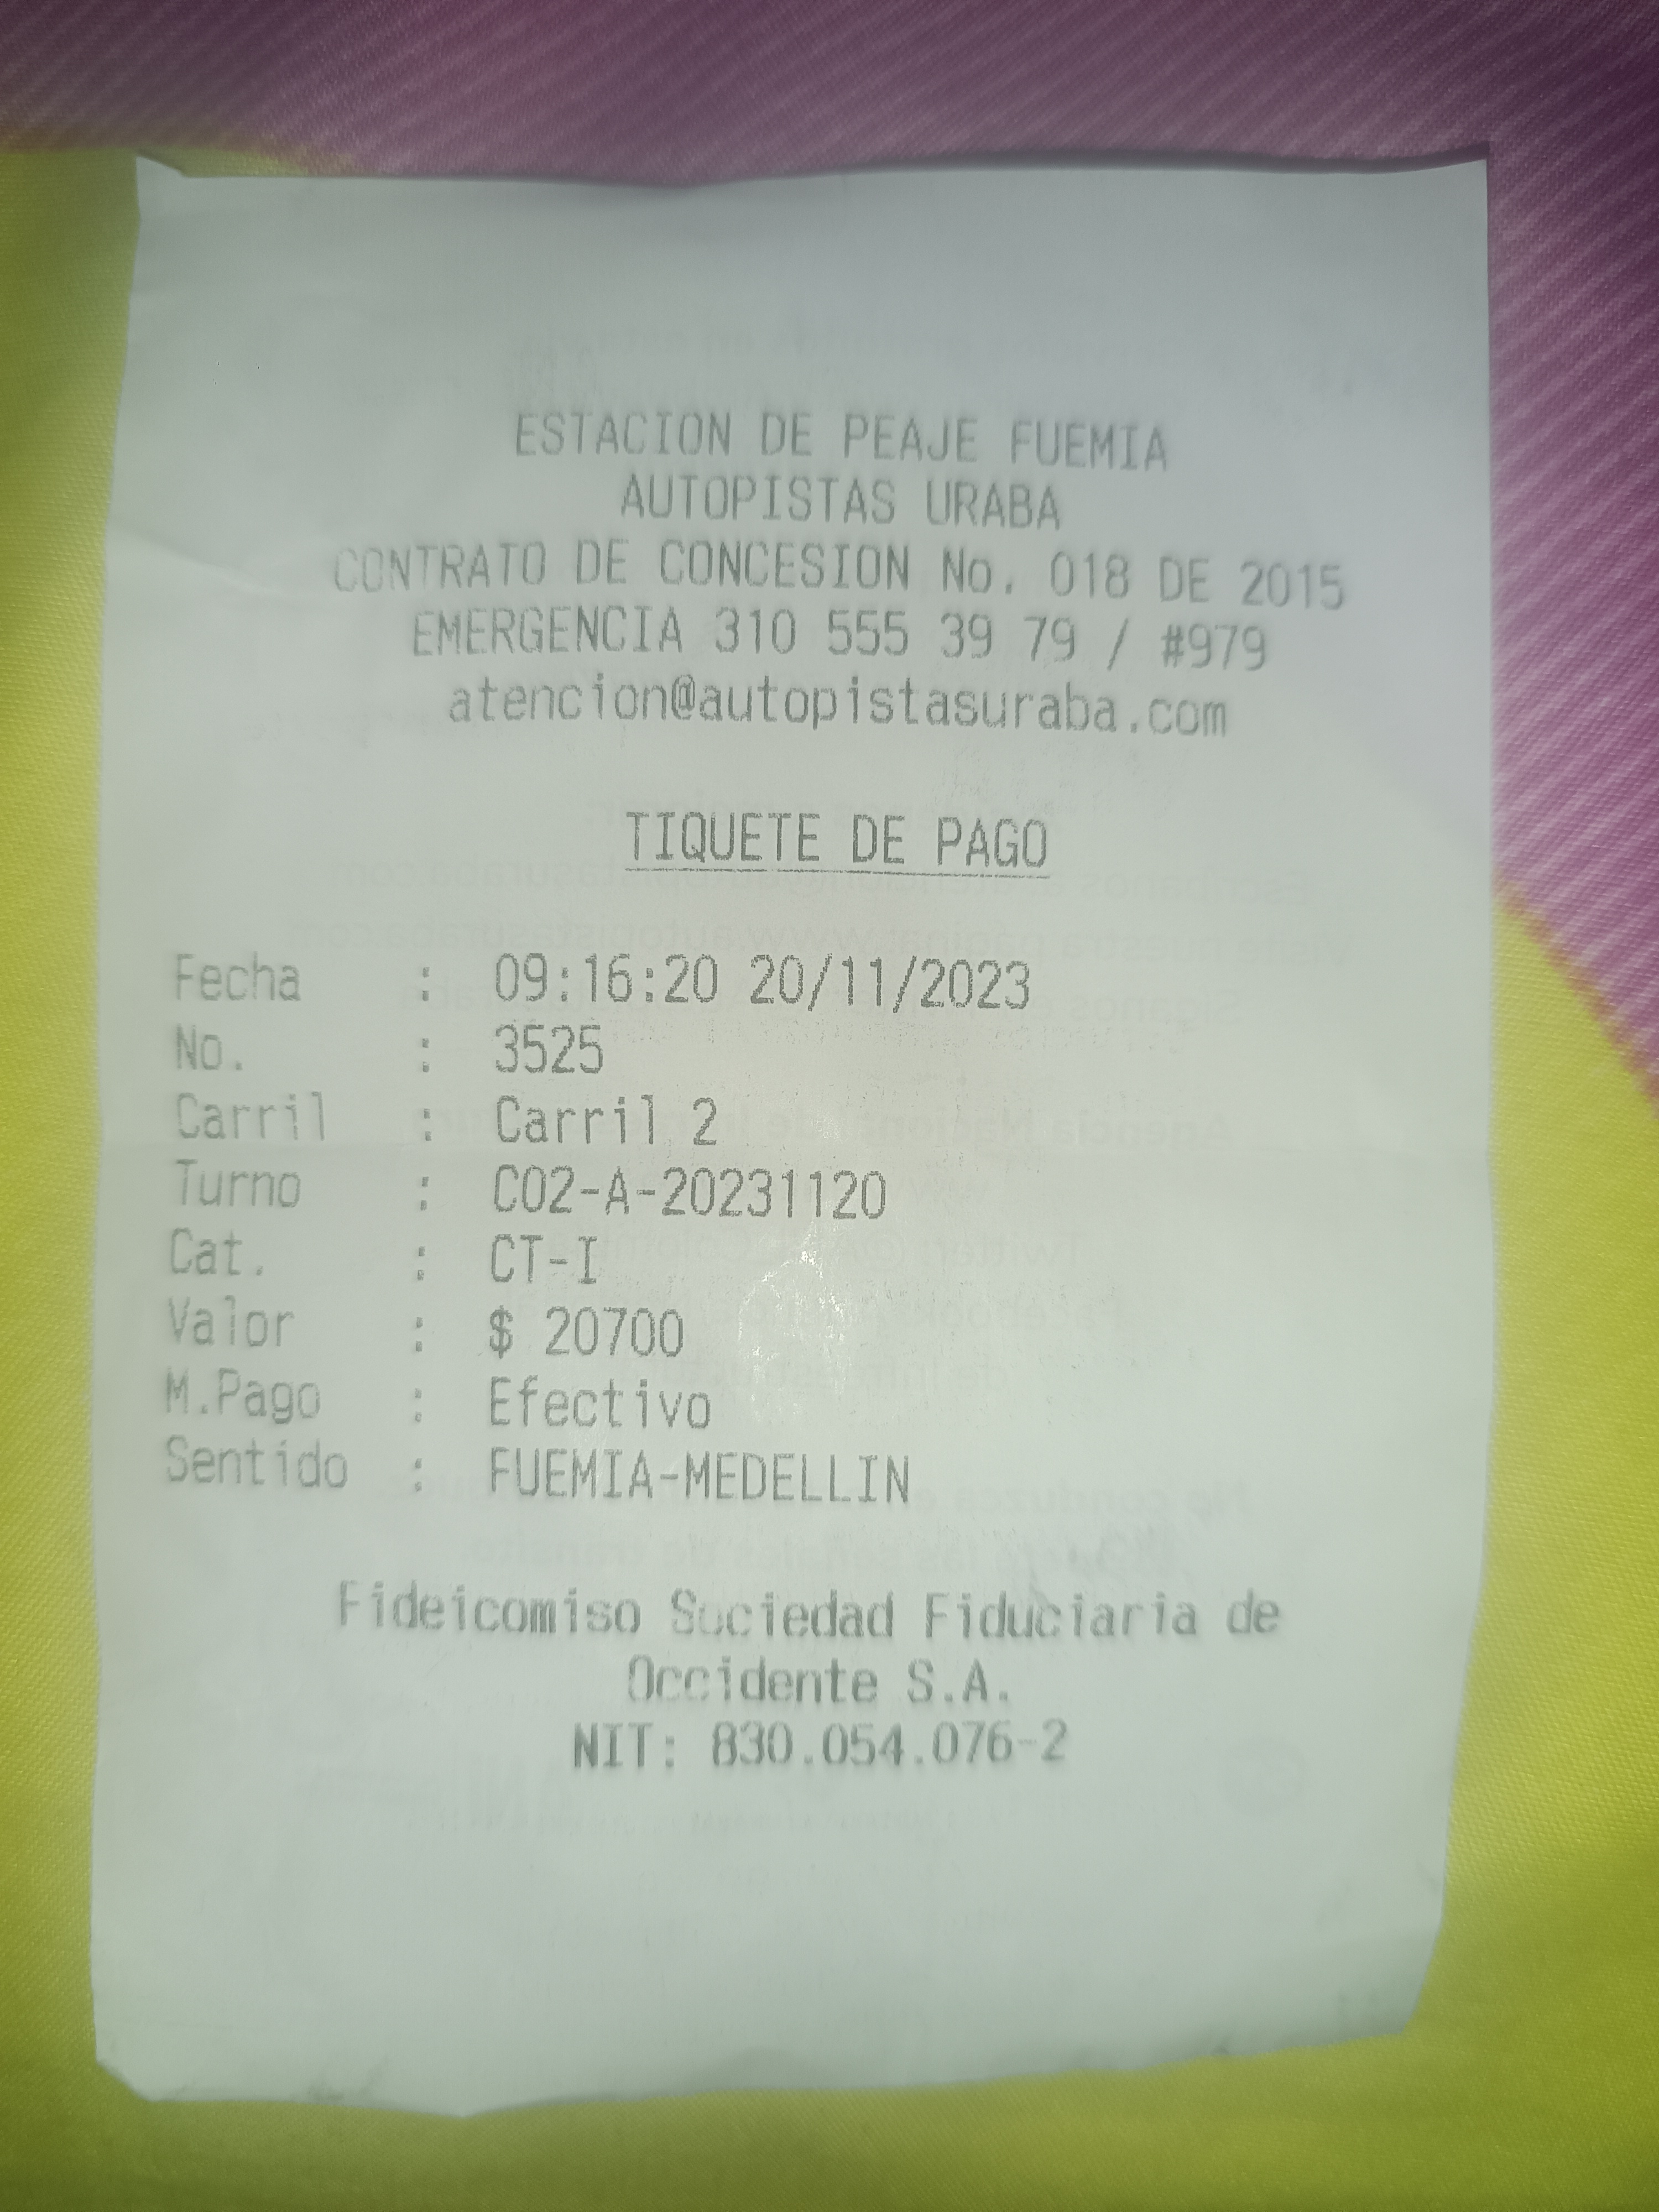 ESTACION DE PEAJE FUEMIA
AUTOPISTAS URABA
CONTRATO DE CONCESION No. 018 DE 2015
EMERGENCIA 310 555 39 79 / #979
atencion@autopistasuraba.com
TIQUETE DE PAGO
Fecha : 09:16:20 20/11/2023
No. : 3525
Carril : Carril 2
Turno : C02-A-20231120
Cat. : CT-I
Valor : $ 20700
M.Pago : Efectivo
Sentido : FUEMIA-MEDELLIN
Fideicomiso Sociedad Fiduciaria de
Occidente S.A.
NIT: 830.054.076-2